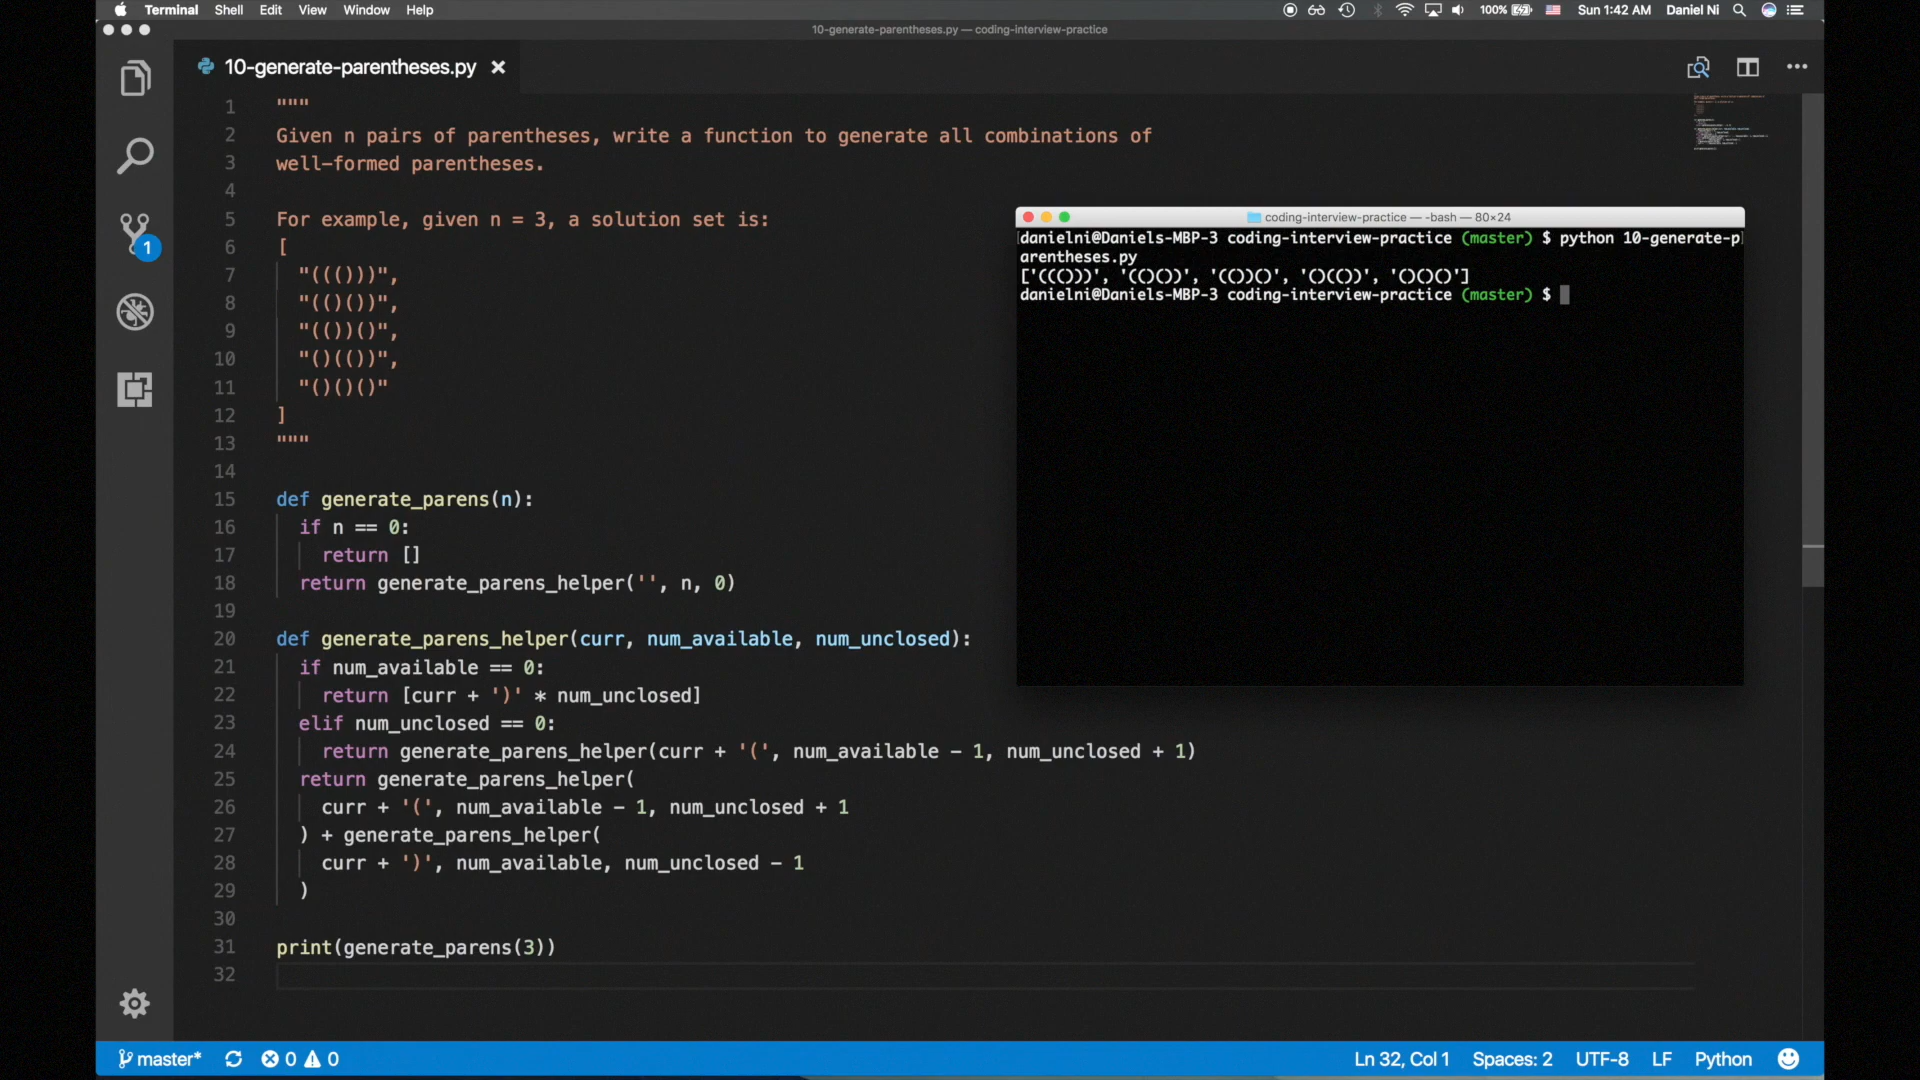 Terminal Shell Edit View Window Help 100% Sun 1:42 AM Daniel Ni
10-generate-parentheses.py — coding-interview-practice
10-generate-parentheses.py
1 """
2 Given n pairs of parentheses, write a function to generate all combinations of
3 well-formed parentheses.
4
5 For example, given n = 3, a solution set is:
6 [
7 "((()))",
8 "(()())",
9 "(())()",
10 "()(())",
11 "()()()"
12 ]
13 """
14
15 def generate_parens(n):
16 if n == 0:
17 return []
18 return generate_parens_helper('', n, 0)
19
20 def generate_parens_helper(curr, num_available, num_unclosed):
21 if num_available == 0:
22 return [curr + ')' * num_unclosed]
23 elif num_unclosed == 0:
24 return generate_parens_helper(curr + '(', num_available - 1, num_unclosed + 1)
25 return generate_parens_helper(
26 curr + '(', num_available - 1, num_unclosed + 1
27 ) + generate_parens_helper(
28 curr + ')', num_available, num_unclosed - 1
29 )
30
31 print(generate_parens(3))
32
coding-interview-practice — -bash — 80×24
[danielni@Daniels-MBP-3 coding-interview-practice (master) $ python 10-generate-p]
arentheses.py
['((()))', '(()())', '(())()', '()(())', '()()()']
danielni@Daniels-MBP-3 coding-interview-practice (master) $
1
master* 0 0 Ln 32, Col 1 Spaces: 2 UTF-8 LF Python